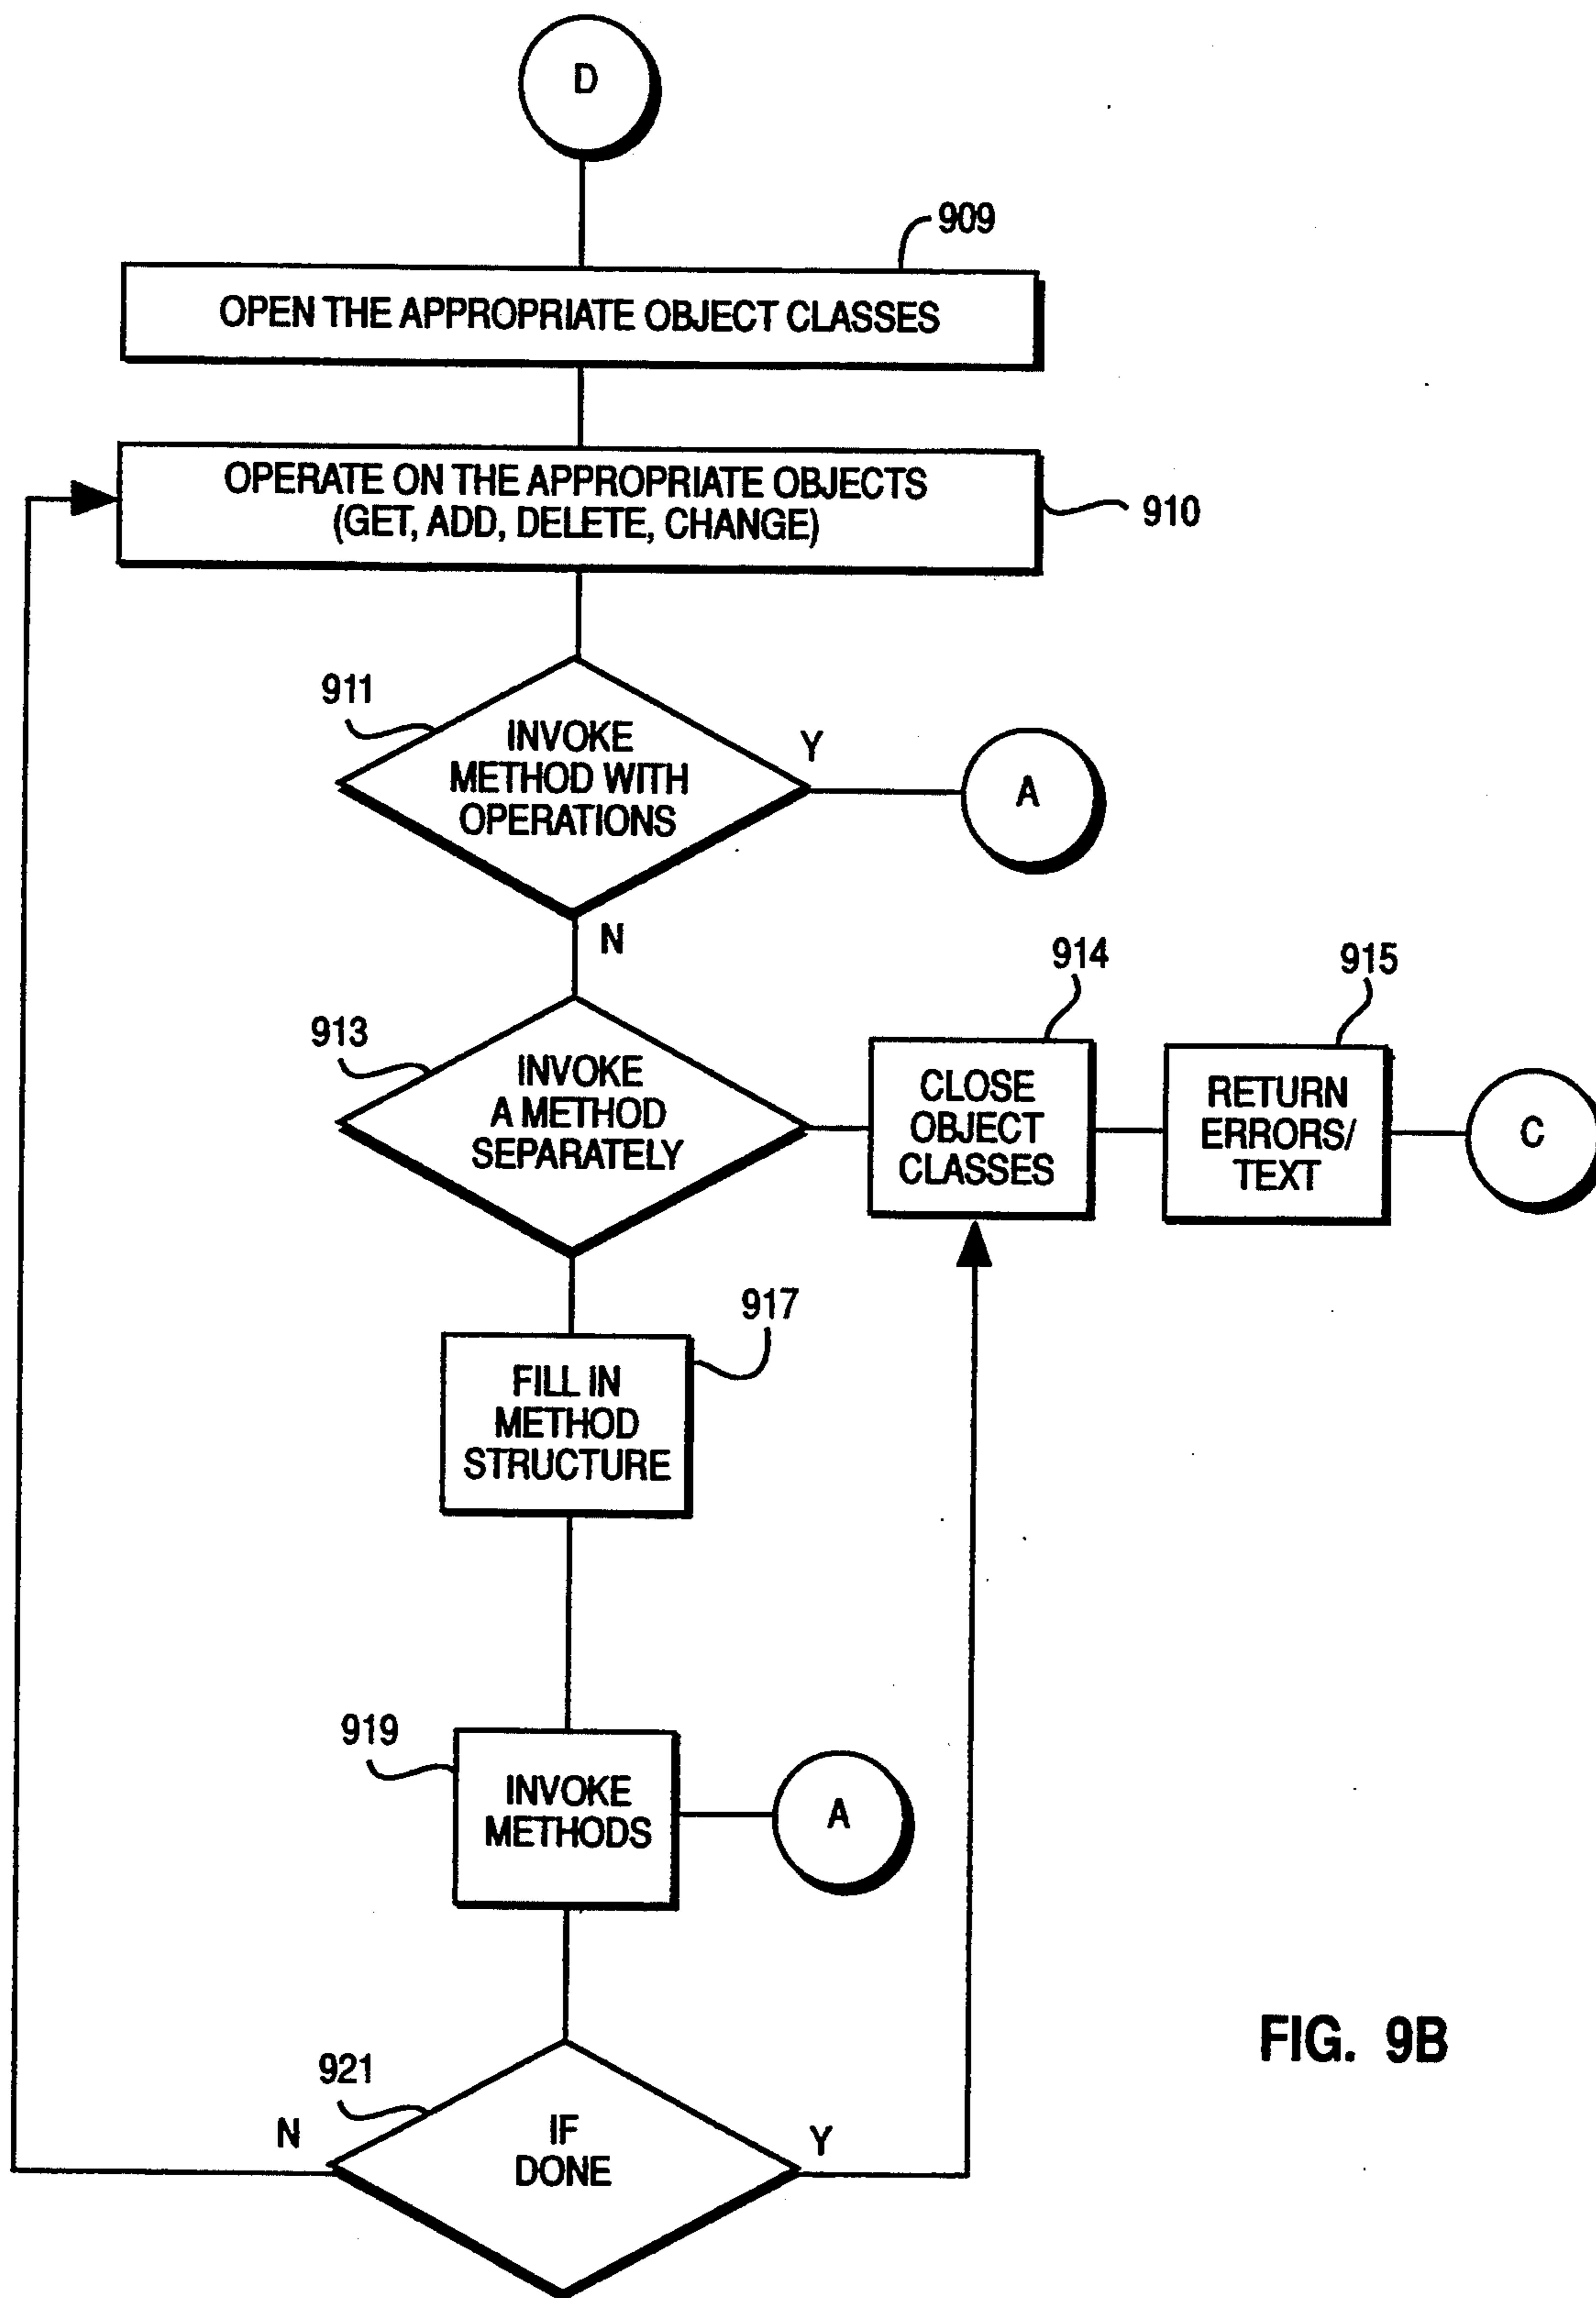 D
909
OPEN THE APPROPRIATE OBJECT CLASSES
OPERATE ON THE APPROPRIATE OBJECTS
(GET, ADD, DELETE, CHANGE)
910
911
INVOKE
METHOD WITH
OPERATIONS
Y
A
N
913
INVOKE
A METHOD
SEPARATELY
914
CLOSE
OBJECT
CLASSES
915
RETURN
ERRORS/
TEXT
C
917
FILL IN
METHOD
STRUCTURE
919
INVOKE
METHODS
A
921
N
IF
DONE
Y
FIG. 9B